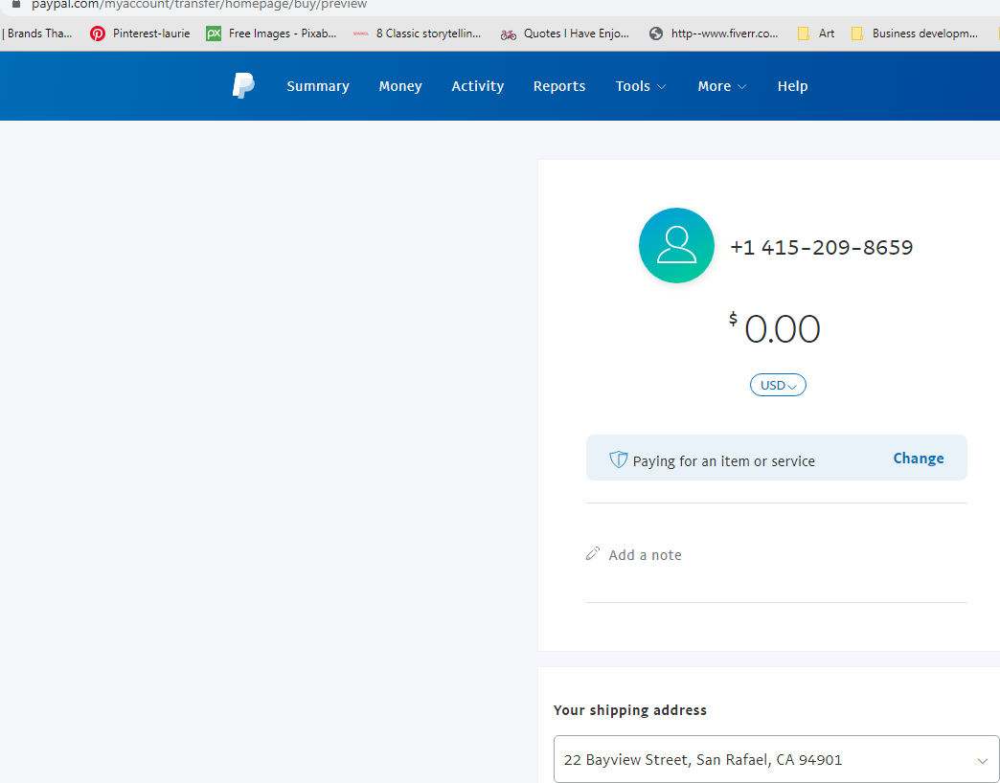 paypal.com/myaccount/transfer/homepage/buy/preview
| Brands Tha... Pinterest-laurie px Free Images - Pixab... 8 Classic storytellin... Quotes I Have Enjo... http--www.fiverr.co... Art Business developm...
Summary Money Activity Reports Tools More Help
+1 415-209-8659
$ 0.00
USD
Paying for an item or service Change
Add a note
Your shipping address
22 Bayview Street, San Rafael, CA 94901